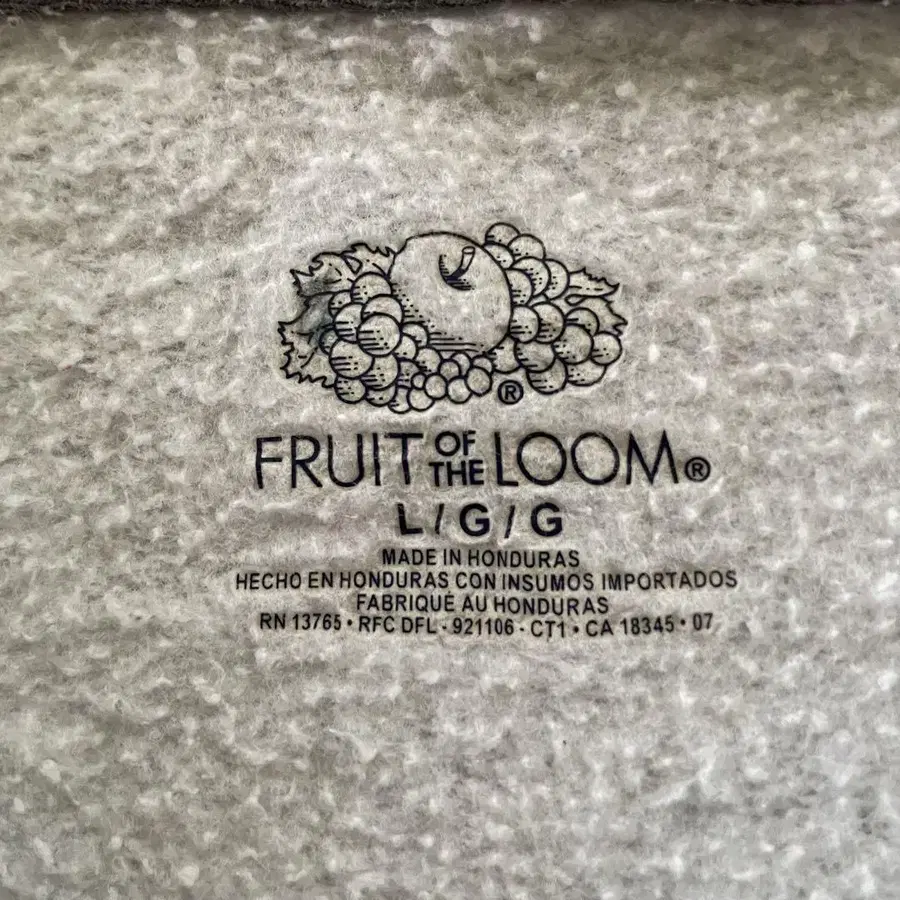 ®
FRUIT OF THE LOOM®
L / G / G
MADE IN HONDURAS
HECHO EN HONDURAS CON INSUMOS IMPORTADOS
FABRIQUÉ AU HONDURAS
RN 13765 • RFC DFL - 921106 - CT1 • CA 18345 • 07